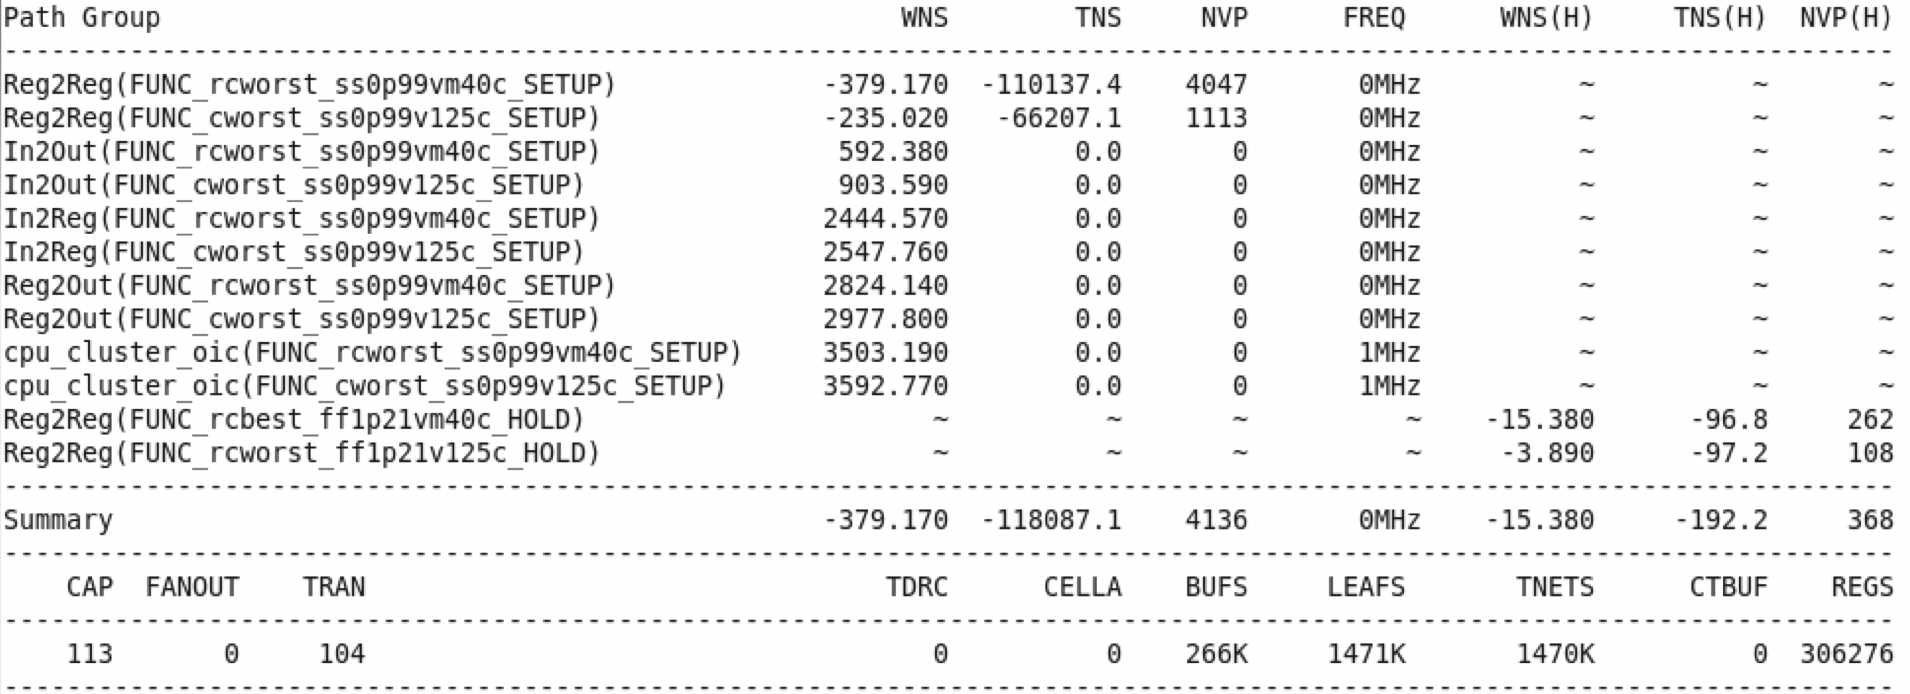 Path Group WNS TNS NVP FREQ WNS(H) TNS(H) NVP(H)
Reg2Reg(FUNC_rcworst_ss0p99vm40c_SETUP) -379.170 -110137.4 4047 0MHz ~ ~ ~
Reg2Reg(FUNC_cworst_ss0p99v125c_SETUP) -235.020 -66207.1 1113 0MHz ~ ~ ~
In2Out(FUNC_rcworst_ss0p99vm40c_SETUP) 592.380 0.0 0 0MHz ~ ~ ~
In2Out(FUNC_cworst_ss0p99v125c_SETUP) 903.590 0.0 0 0MHz ~ ~ ~
In2Reg(FUNC_rcworst_ss0p99vm40c_SETUP) 2444.570 0.0 0 0MHz ~ ~ ~
In2Reg(FUNC_cworst_ss0p99v125c_SETUP) 2547.760 0.0 0 0MHz ~ ~ ~
Reg2Out(FUNC_rcworst_ss0p99vm40c_SETUP) 2824.140 0.0 0 0MHz ~ ~ ~
Reg2Out(FUNC_cworst_ss0p99v125c_SETUP) 2977.800 0.0 0 0MHz ~ ~ ~
cpu_cluster_oic(FUNC_rcworst_ss0p99vm40c_SETUP) 3503.190 0.0 0 1MHz ~ ~ ~
cpu_cluster_oic(FUNC_cworst_ss0p99v125c_SETUP) 3592.770 0.0 0 1MHz ~ ~ ~
Reg2Reg(FUNC_rcbest_ff1p21vm40c_HOLD) ~ ~ ~ ~ -15.380 -96.8 262
Reg2Reg(FUNC_rcworst_ff1p21v125c_HOLD) ~ ~ ~ ~ -3.890 -97.2 108
Summary -379.170 -118087.1 4136 0MHz -15.380 -192.2 368
CAP FANOUT TRAN TDRC CELLA BUFS LEAFS TNETS CTBUF REGS
113 0 104 0 0 266K 1471K 1470K 0 306276